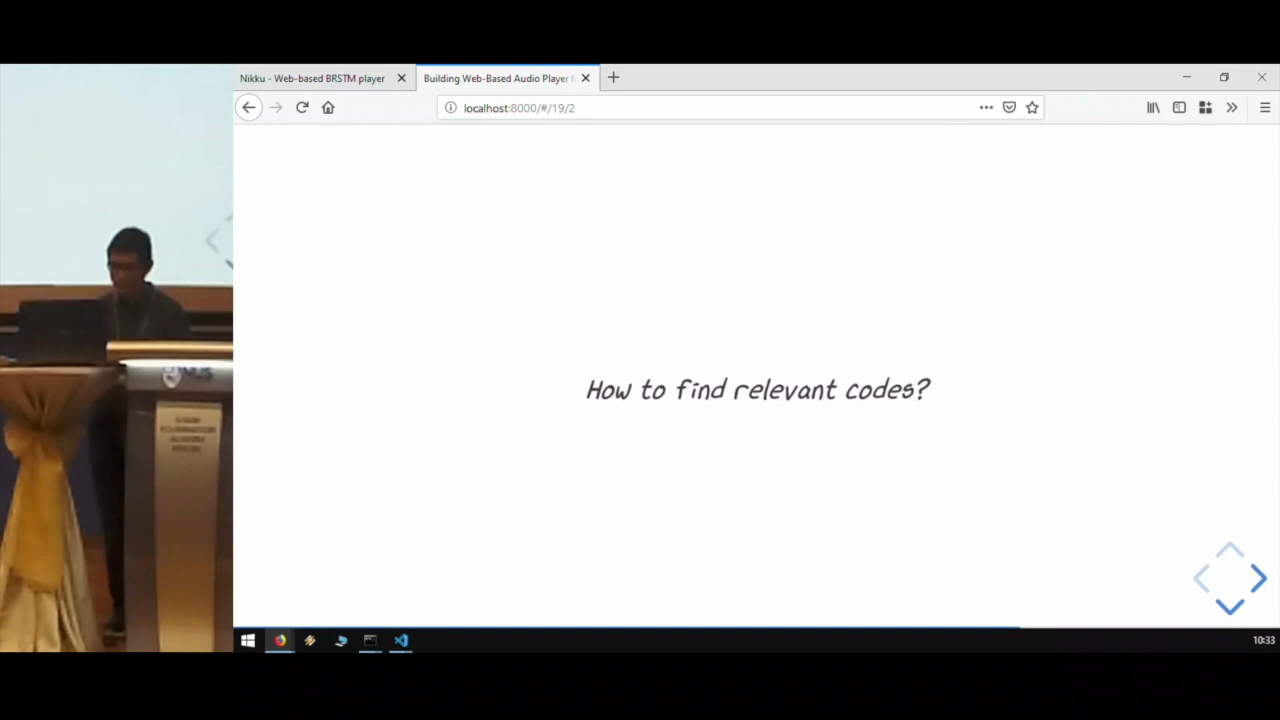 Nikku - Web-based BRSTM player
Building Web-Based Audio Player f
localhost:8000/#/19/2
How to find relevant codes?
NUS
10:33